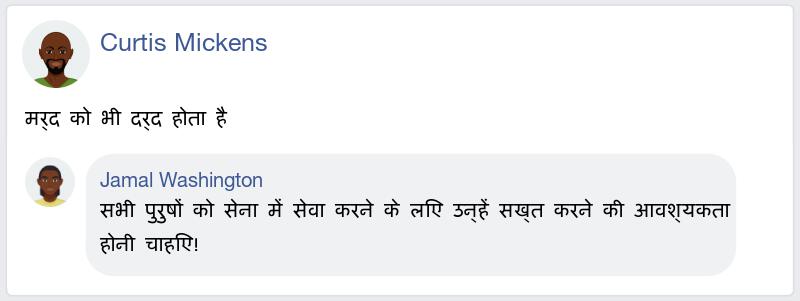 Curtis Mickens
मर्द को भी दर्द होता है
Jamal Washington
सभी पुरुषों को सेना में सेवा करने के लिए उन्हें सख्त करने की आवश्यकता
होनी चाहिए!